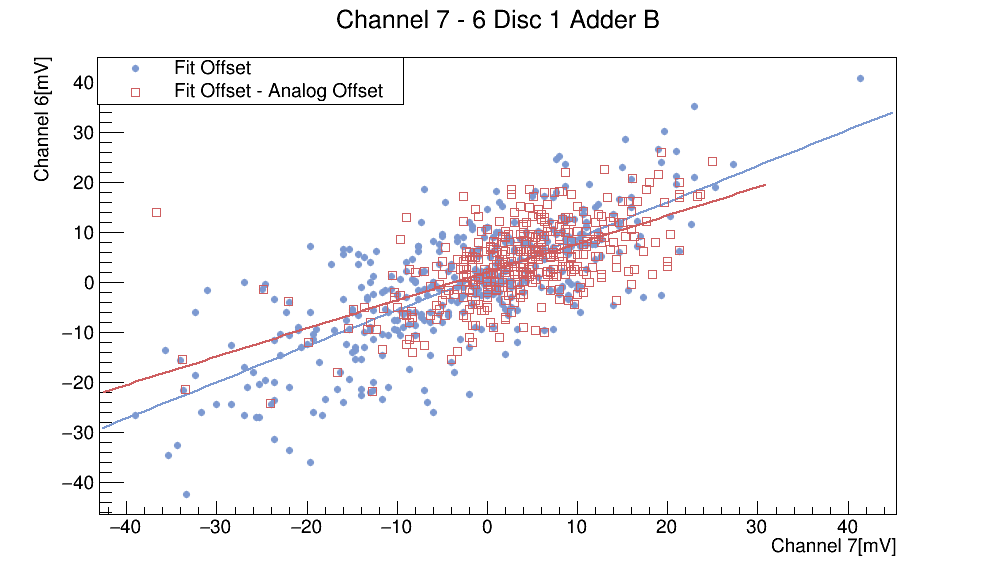 Channel 7 - 6 Disc 1 Adder B
Fit Offset
Fit Offset - Analog Offset
Channel 6[mV]
40
30
20
10
0
−10
−20
−30
−40
−40 −30 −20 −10 0 10 20 30 40
Channel 7[mV]